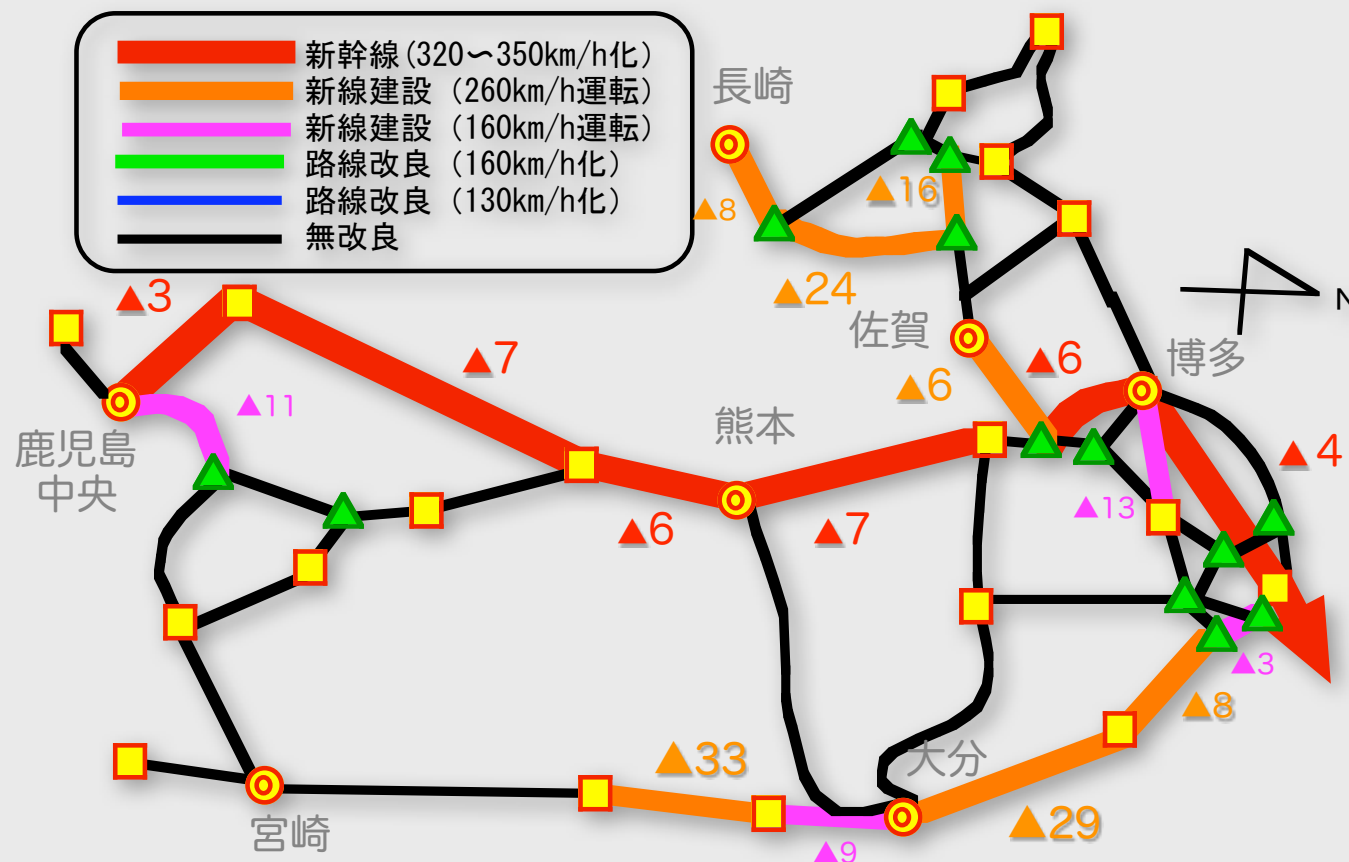 新幹線(320〜350km/h化)
新線建設 (260km/h運転)
新線建設 (160km/h運転)
路線改良 (160km/h化)
路線改良 (130km/h化)
無改良
長崎
▲16
▲8
▲3
▲24
N
佐賀
博多
▲7
▲6
▲6
▲11
熊本
鹿児島
中央
▲4
▲13
▲6
▲7
▲3
▲8
大分
▲33
宮崎
▲29
▲9